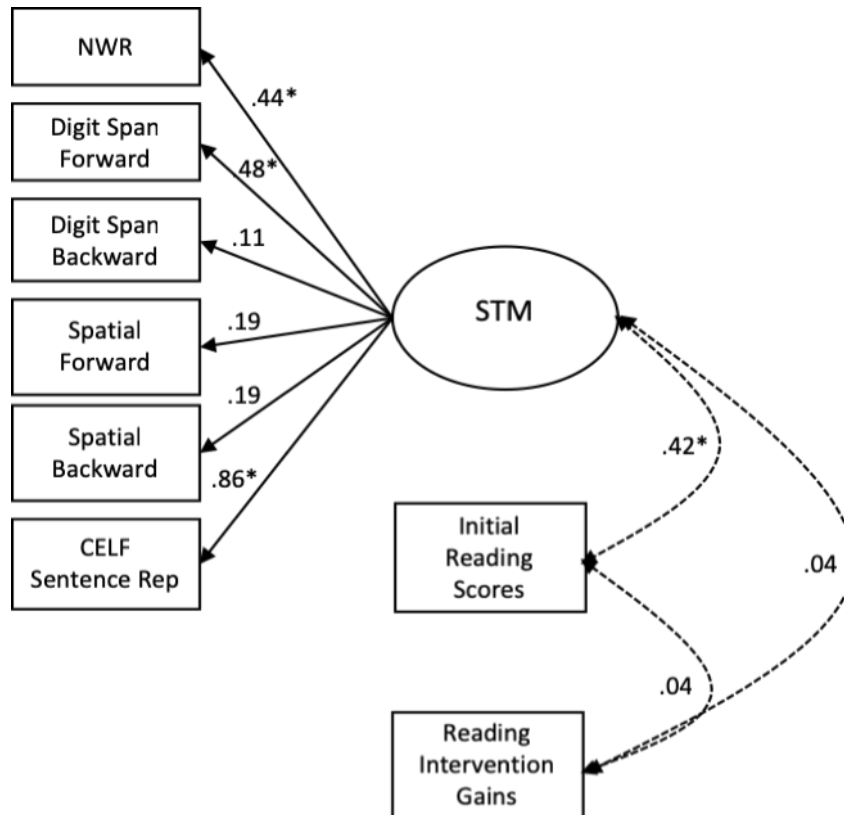 NWR
.44*
Digit Span
Forward
.48*
Digit Span
Backward
.11
STM
Spatial
Forward
.19
Spatial
Backward
.19
.86*
CELF
Sentence Rep
.42*
Initial
Reading
Scores
.04
.04
Reading
Intervention
Gains